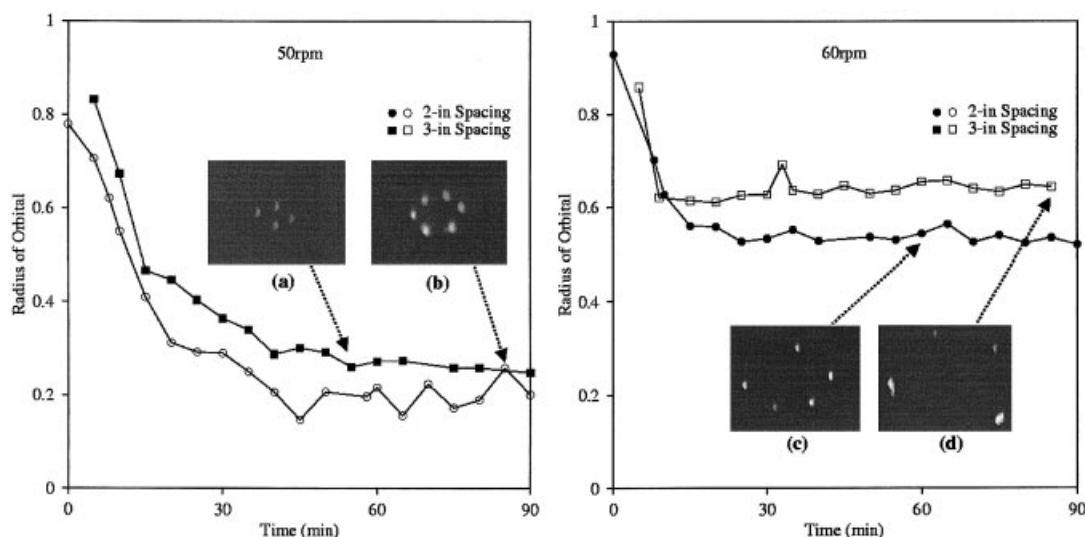 1
50rpm
0.8
2-in Spacing
3-in Spacing
0.6
(a)
(b)
0.4
0.2
0
0
30
60
90
Time (min)
Radius of Orbital
1
60rpm
0.8
2-in Spacing
3-in Spacing
0.6
0.4
0.2
(c)
(d)
0
0
30
60
90
Time (min)
Radius of Orbital